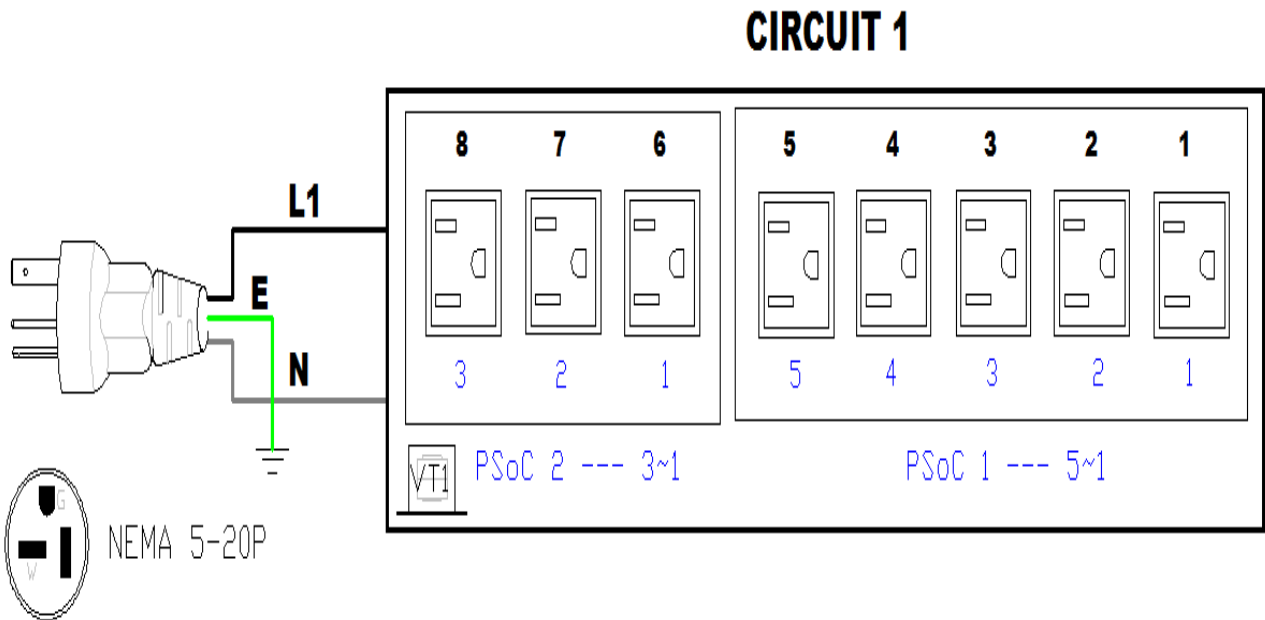 CIRCUIT 1
8 7 6 5 4 3 2 1
L1
E
N
3 2 1 5 4 3 2 1
VT1
PSoC 2 --- 3~1
PSoC 1 --- 5~1
G
W
NEMA 5-20P